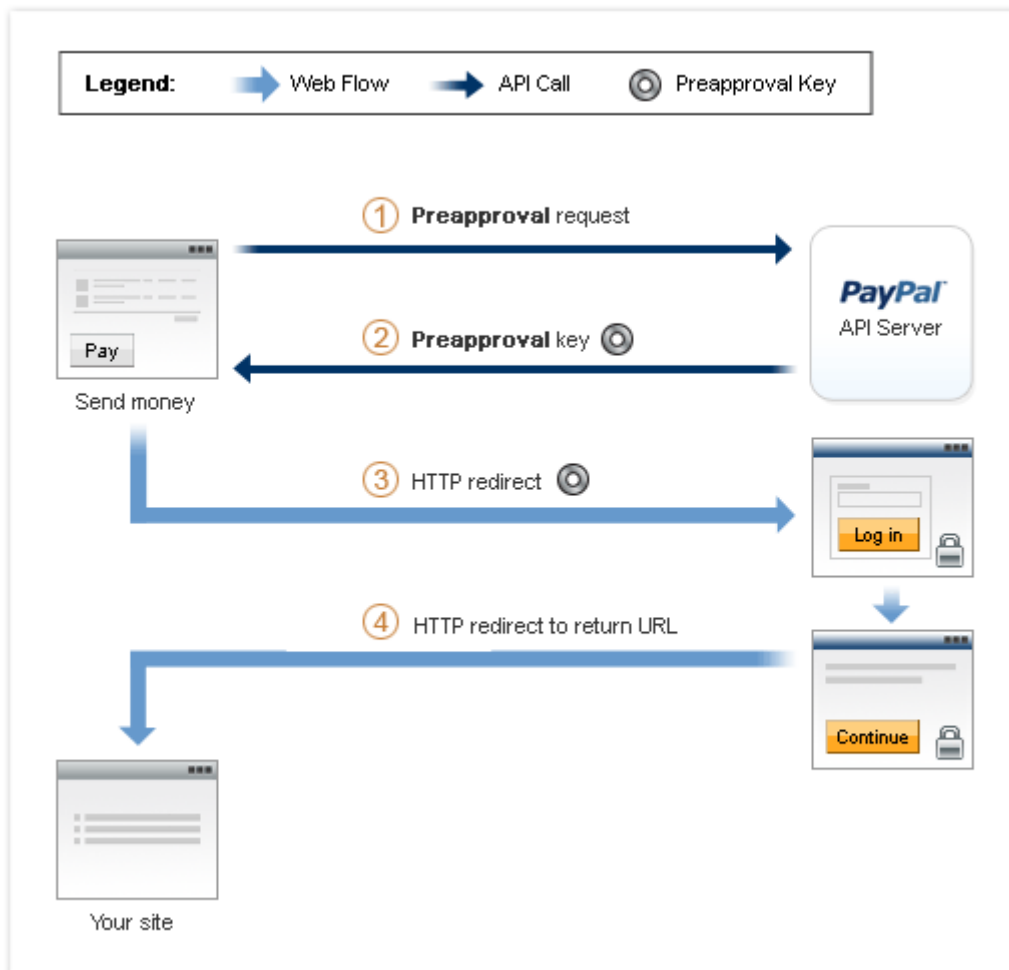 Legend: Web Flow API Call Preapproval Key
1 Preapproval request
PayPal
API Server
2 Preapproval key
Pay
Send money
3 HTTP redirect
Log in
4 HTTP redirect to return URL
Continue
Your site